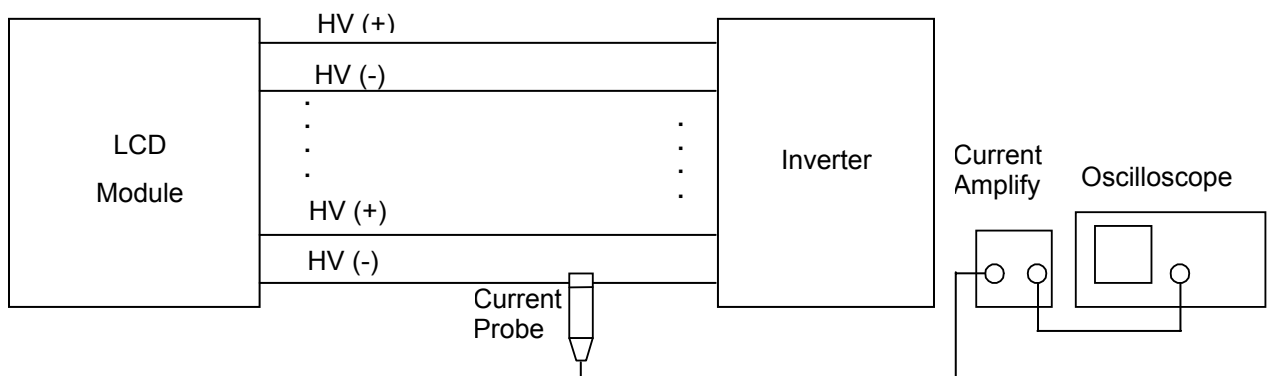 HV (+)
HV (-)
LCD
Module
Inverter
Current
Amplify
Oscilloscope
HV (+)
HV (-)
Current
Probe